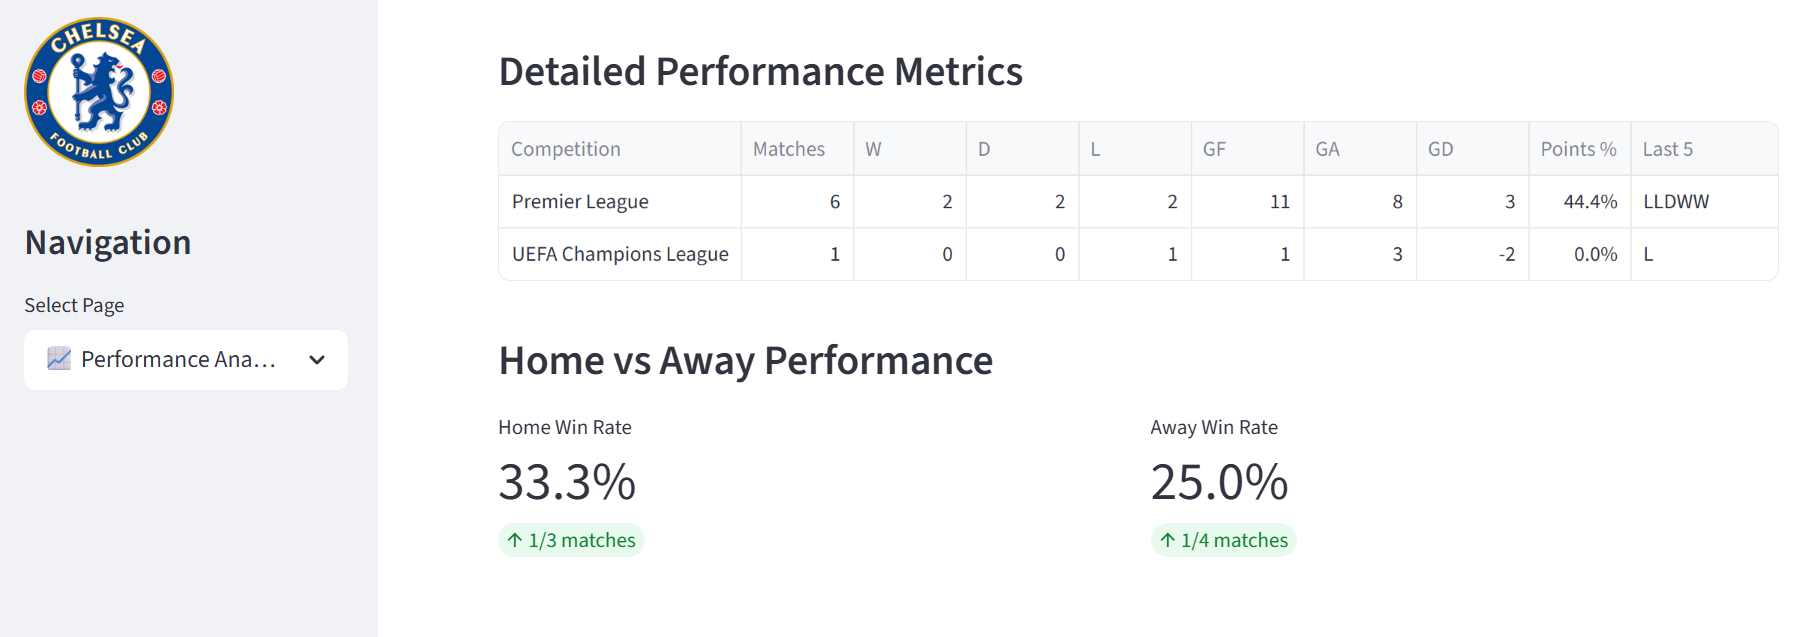 CHELSEA
FOOTBALL CLUB
Navigation
Select Page
Performance Ana...
Detailed Performance Metrics
Competition Matches W D L GF GA GD Points % Last 5
Premier League 6 2 2 2 11 8 3 44.4% LLDWW
UEFA Champions League 1 0 0 1 1 3 -2 0.0% L
Home vs Away Performance
Home Win Rate Away Win Rate
33.3% 25.0%
↑ 1/3 matches ↑ 1/4 matches